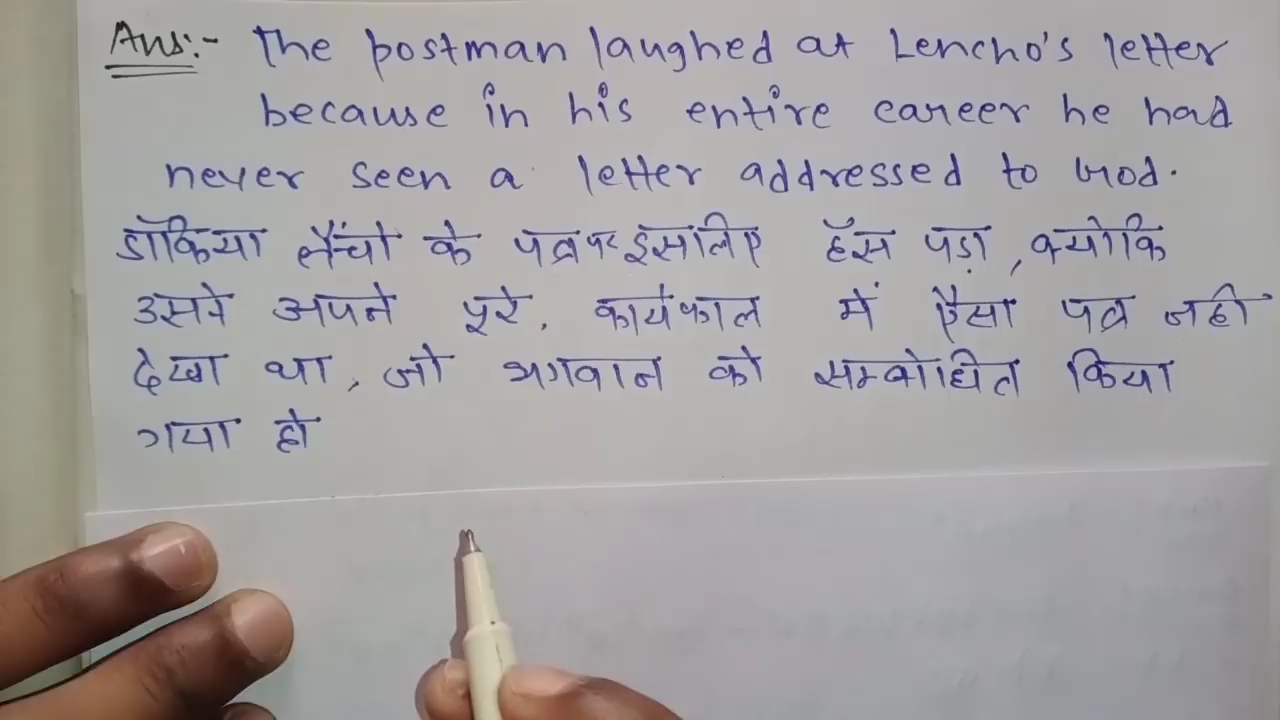 Ans:- The postman laughed at Lencho's letter
because in his entire career he had
never seen a letter addressed to God.
डॉकिया लैंचो के पत्र पर इसलिए हँस पड़ा, क्योकि
उसने अपने पूरे कार्यकाल में ऐसा पत्र नही
देखा था, जो भगवान को सम्बोधित किया
गया हो